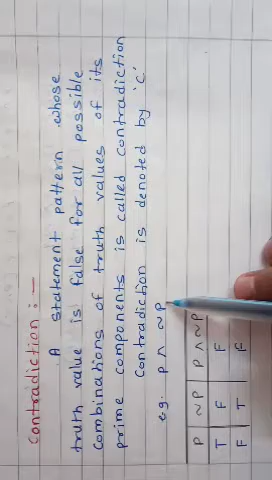 Contradiction :-
A statement pattern whose
truth value is false for all possible
combinations of truth values of its
prime components is called contradiction
Contradiction is denoted by 'c'
eg. P ∧ ~P
P ~P P ∧ ~P
T F F
F T F